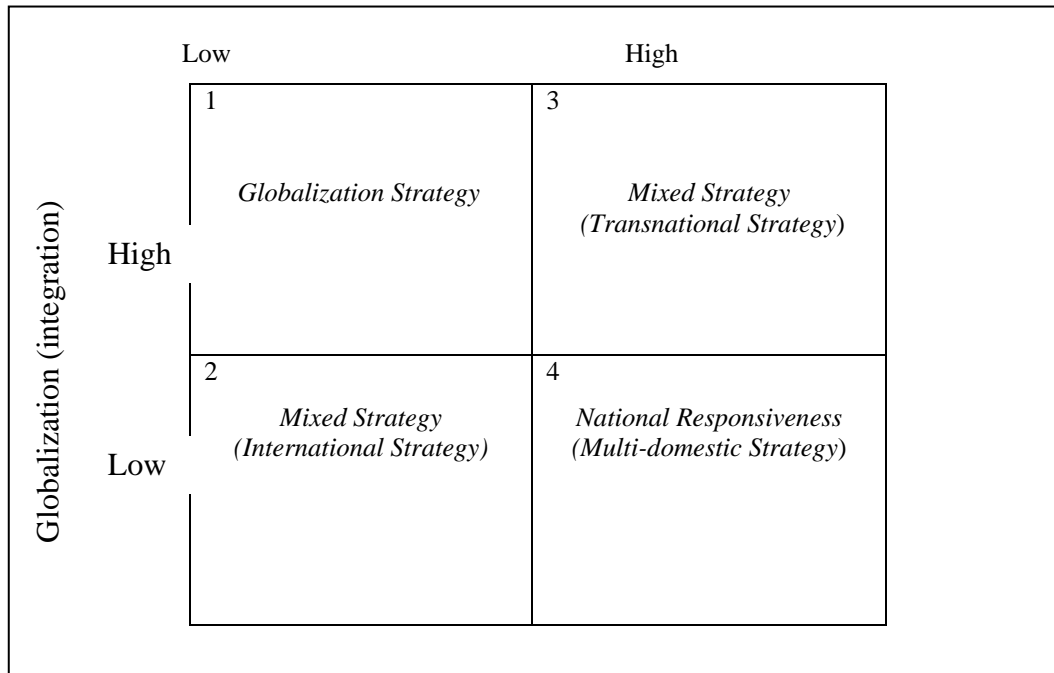 Low High
1 3
Globalization Strategy Mixed Strategy
(Transnational Strategy)
High
Globalization (integration)
2 4
Mixed Strategy National Responsiveness
(International Strategy) (Multi-domestic Strategy)
Low